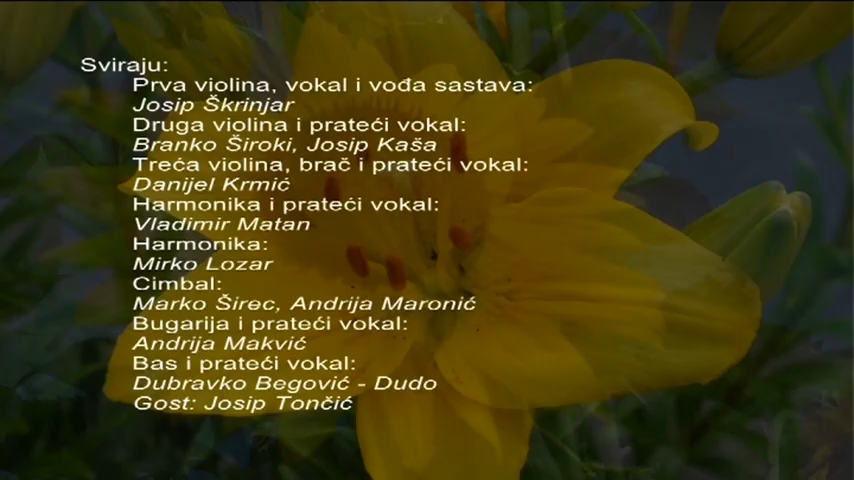 Sviraju:
Prva violina, vokal i vođa sastava:
Josip Škrinjar
Druga violina i prateći vokal:
Branko Široki, Josip Kaša
Treća violina, brač i prateći vokal:
Danijel Krmić
Harmonika i prateći vokal:
Vladimir Matan
Harmonika:
Mirko Lozar
Cimbal:
Marko Širec, Andrija Maronić
Bugarija i prateći vokal:
Andrija Makvić
Bas i prateći vokal:
Dubravko Begović - Dudo
Gost: Josip Tončić